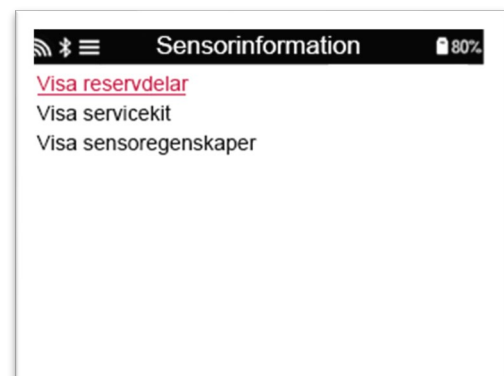 Sensorinformation 80%
Visa reservdelar
Visa servicekit
Visa sensoregenskaper